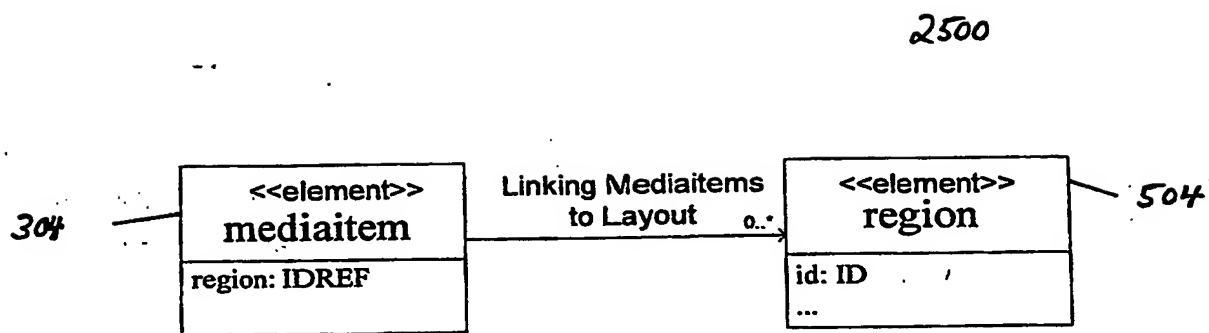 2500
<<element>>
mediaitem
region: IDREF
Linking Mediaitems
to Layout
0..*
<<element>>
region
id: ID
...
304
504